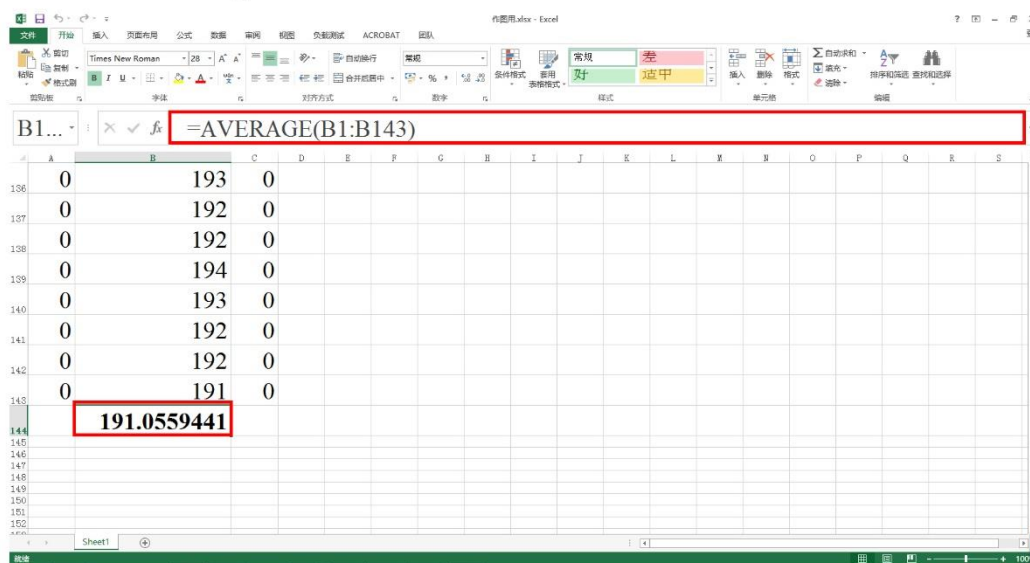 作图用.xlsx - Excel
文件 开始 插入 页面布局 公式 数据 审阅 视图 负载测试 ACROBAT 团队
粘贴 剪切 复制 格式刷
Times New Roman 28
B I U
自动换行
合并后居中
常规
条件格式 套用表格格式
常规 差 好 适中
插入 删除 格式
自动求和 填充 清除
排序和筛选 查找和选择
剪贴板 字体 对齐方式 数字 样式 单元格 编辑
B1... fx =AVERAGE(B1:B143)
A B C D E F G H I J K L M N O P Q R S
136 0 193 0
137 0 192 0
138 0 192 0
139 0 194 0
140 0 193 0
141 0 192 0
142 0 192 0
143 0 191 0
144 191.0559441
145
146
147
148
149
150
151
152
Sheet1
就绪